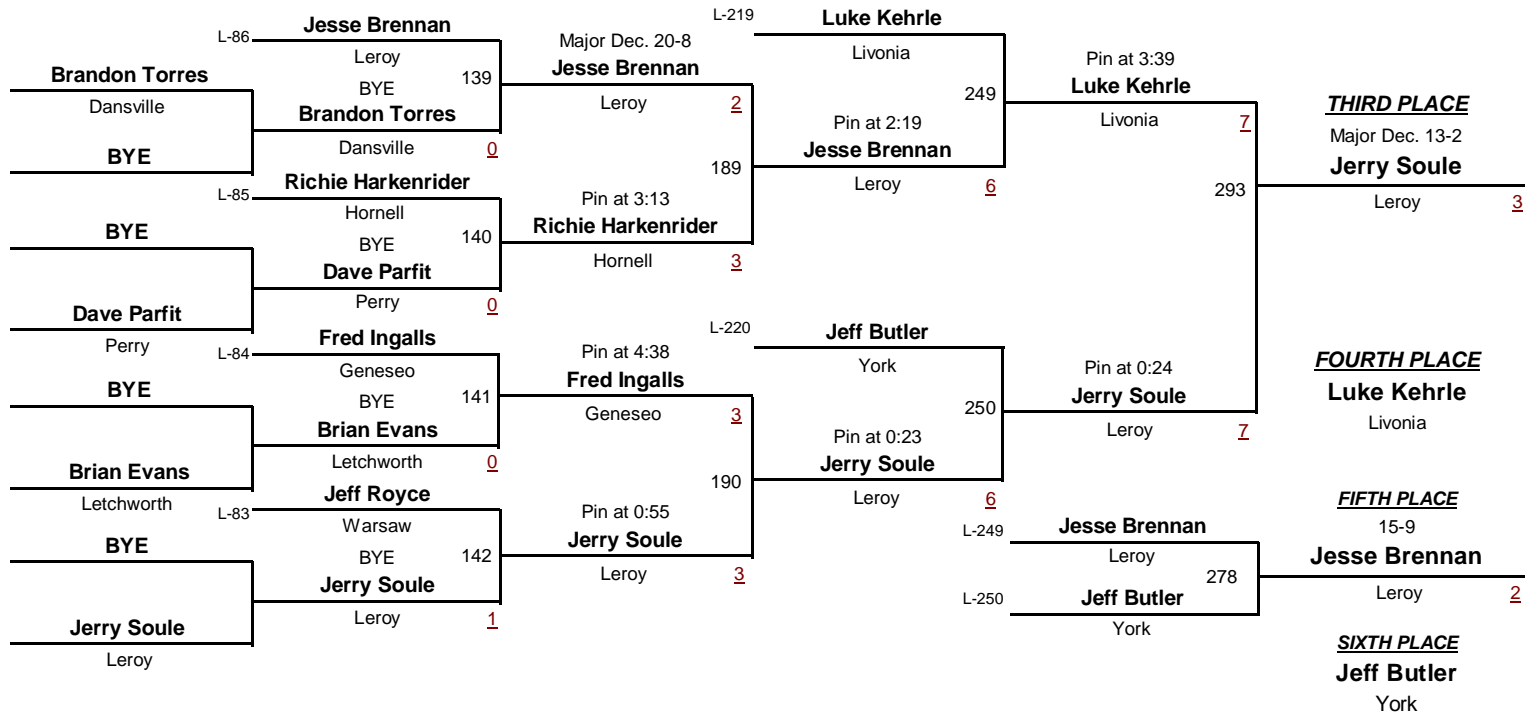 Brandon Torres
Dansville
BYE
BYE
Dave Parfit
Perry
BYE
Brian Evans
Letchworth
BYE
Jerry Soule
Leroy
L-86
Jesse Brennan
Leroy
BYE
139
Brandon Torres
Dansville
0
L-85
Richie Harkenrider
Hornell
BYE
140
Dave Parfit
Perry
0
L-84
Fred Ingalls
Geneseo
BYE
141
Brian Evans
Letchworth
0
L-83
Jeff Royce
Warsaw
BYE
142
Jerry Soule
Leroy
1
Major Dec. 20-8
Jesse Brennan
Leroy
2
189
Pin at 3:13
Richie Harkenrider
Hornell
3
Pin at 4:38
Fred Ingalls
Geneseo
3
190
Pin at 0:55
Jerry Soule
Leroy
3
L-219
Luke Kehrle
Livonia
249
Pin at 2:19
Jesse Brennan
Leroy
6
L-220
Jeff Butler
York
250
Pin at 0:23
Jerry Soule
Leroy
6
Pin at 3:39
Luke Kehrle
Livonia
7
293
Pin at 0:24
Jerry Soule
Leroy
7
L-249
Jesse Brennan
Leroy
278
L-250
Jeff Butler
York
THIRD PLACE
Major Dec. 13-2
Jerry Soule
Leroy
3
FOURTH PLACE
Luke Kehrle
Livonia
FIFTH PLACE
15-9
Jesse Brennan
Leroy
2
SIXTH PLACE
Jeff Butler
York